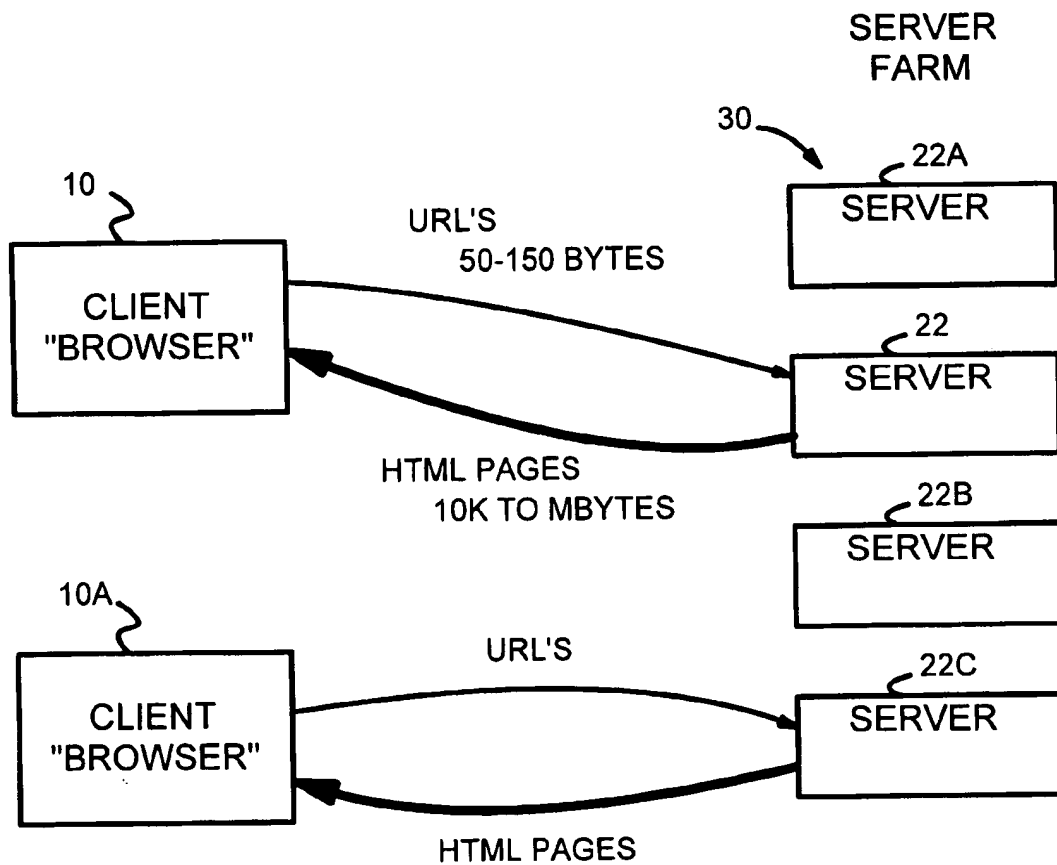 SERVER
FARM
30
22A
SERVER
10
URL'S
50-150 BYTES
CLIENT
"BROWSER"
22
SERVER
HTML PAGES
10K TO MBYTES
22B
SERVER
10A
URL'S
22C
SERVER
CLIENT
"BROWSER"
HTML PAGES